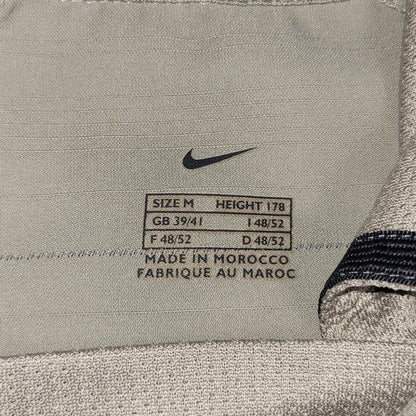 SIZE M HEIGHT 178
GB 39/41 I 48/52
F 48/52 D 48/52
MADE IN MOROCCO
FABRIQUE AU MAROC